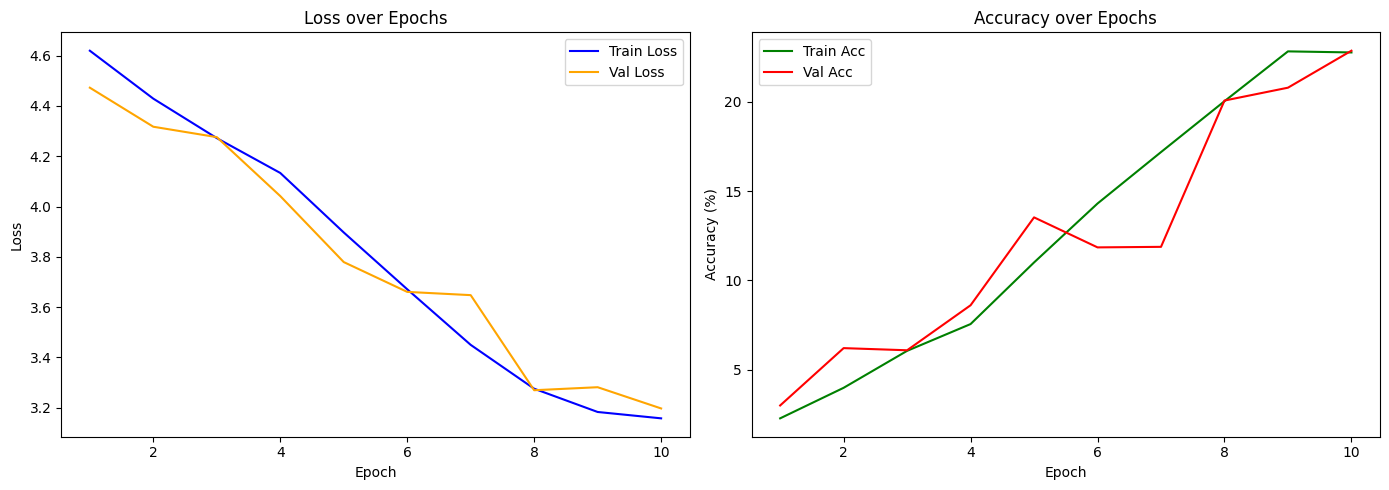 Loss over Epochs
Train Loss
Val Loss
4.6
4.4
4.2
4.0
3.8
3.6
3.4
3.2
Loss
2
4
6
8
10
Epoch
Accuracy over Epochs
Train Acc
Val Acc
20
15
10
5
Accuracy (%)
2
4
6
8
10
Epoch